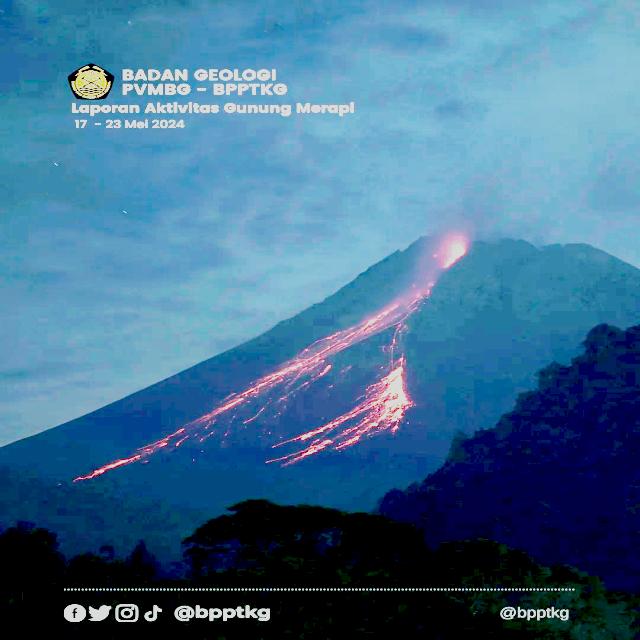 BADAN GEOLOGI
PVMBG - BPPTKG
Laporan Aktivitas Gunung Merapi
17 - 23 Mei 2024
@bpptkg
@bpptkg